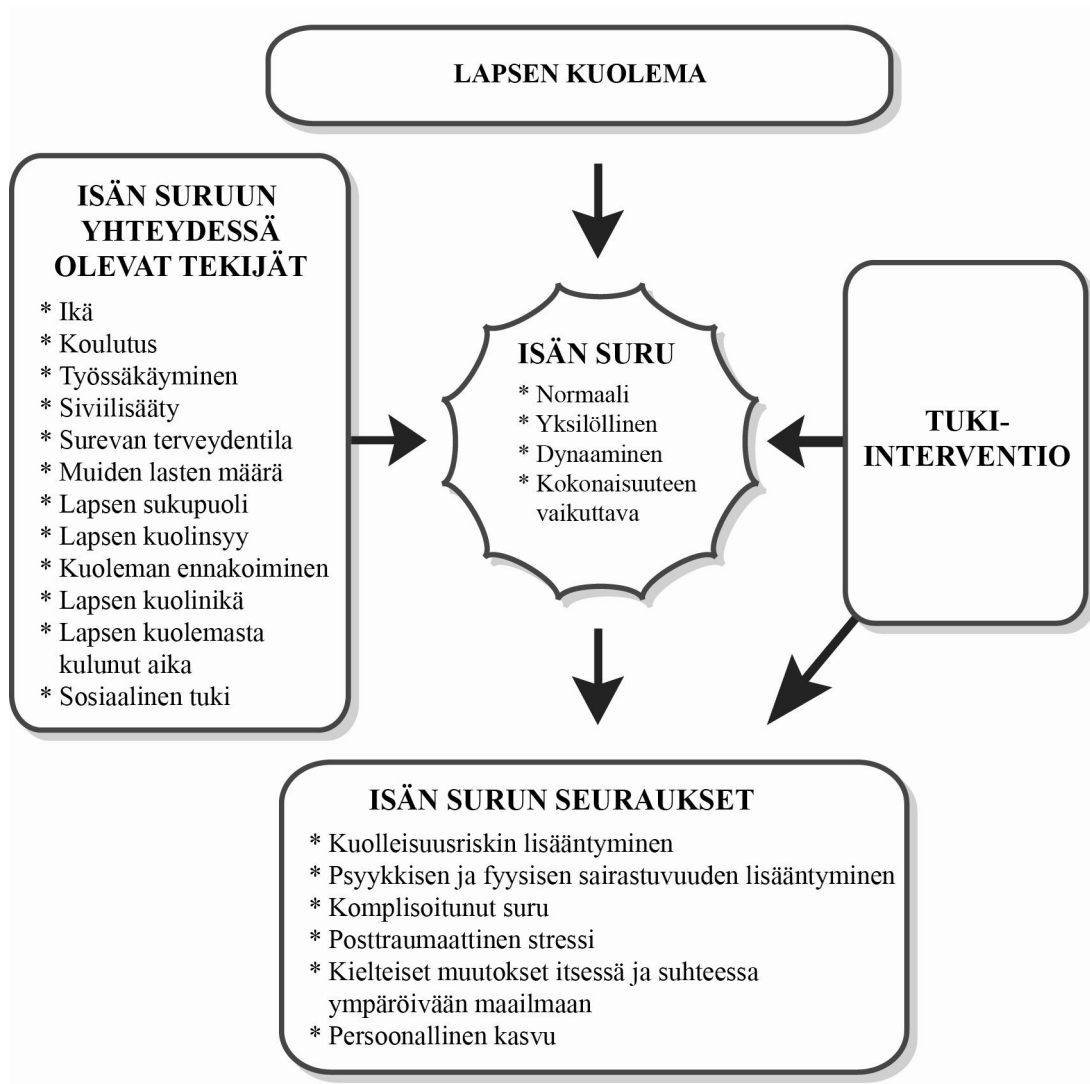 LAPSEN KUOLEMA
ISÄN SURUUN
YHTEYDESSÄ
OLEVAT TEKIJÄT
* Ikä
* Koulutus
* Työssäkäyminen
* Siviilisääty
* Surevan terveydentila
* Muiden lasten määrä
* Lapsen sukupuoli
* Lapsen kuolinsyy
* Kuoleman ennakoiminen
* Lapsen kuolinikä
* Lapsen kuolemasta
kulunut aika
* Sosiaalinen tuki
ISÄN SURU
* Normaali
* Yksilöllinen
* Dynaaminen
* Kokonaisuuteen
vaikuttava
TUKI-
INTERVENTIO
ISÄN SURUN SEURAUKSET
* Kuolleisuusriskin lisääntyminen
* Psyykkisen ja fyysisen sairastuvuuden lisääntyminen
* Komplisoitunut suru
* Posttraumaattinen stressi
* Kielteiset muutokset itsessä ja suhteessa
ympäröivään maailmaan
* Persoonallinen kasvu